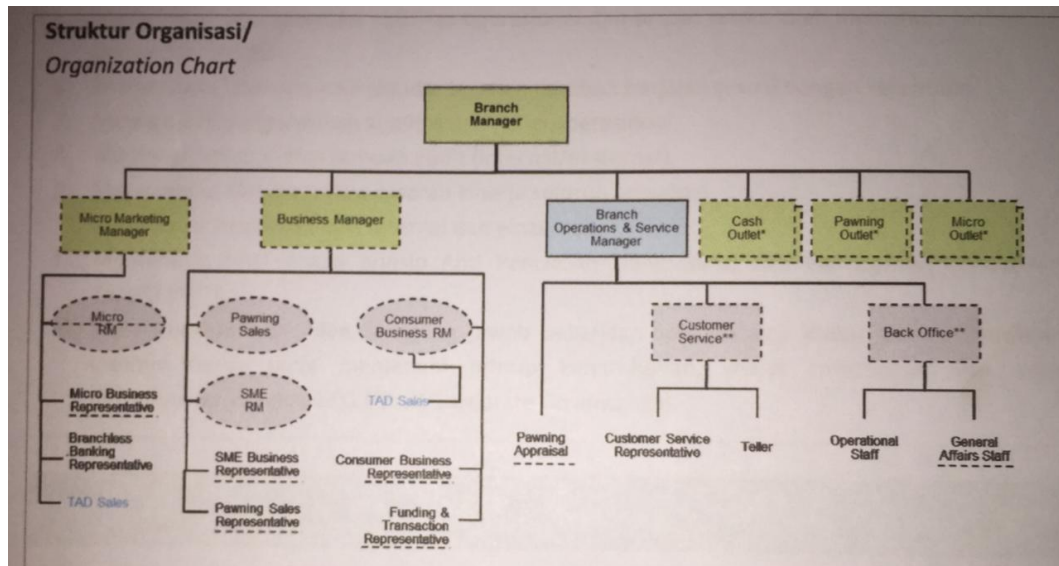 Struktur Organisasi/
Organization Chart
Branch
Manager
Micro Marketing
Manager
Business Manager
Branch
Operations & Service
Manager
Cash
Outlet*
Pawning
Outlet*
Micro
Outlet*
Micro
RM
Pawning
Sales
Consumer
Business RM
Customer
Service**
Back Office**
SME
RM
Micro Business
Representative
TAD Sales
Branchless
Banking
Representative
SME Business
Representative
Consumer Business
Representative
Pawning
Appraisal
Customer Service
Representative
Teller
Operational
Staff
General
Affairs Staff
TAD Sales
Pawning Sales
Representative
Funding &
Transaction
Representative